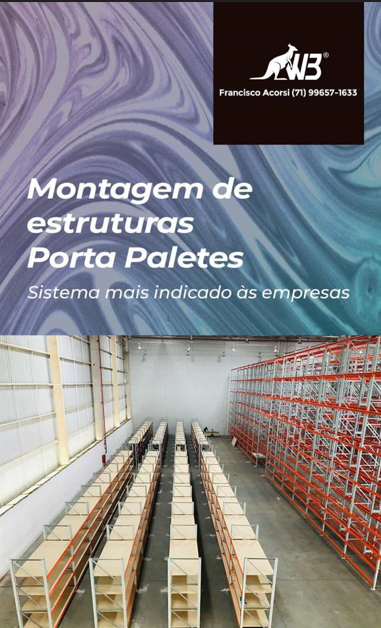 W3®
Francisco Acorsi (71) 99657-1633
Montagem de
estruturas
Porta Paletes
Sistema mais indicado às empresas